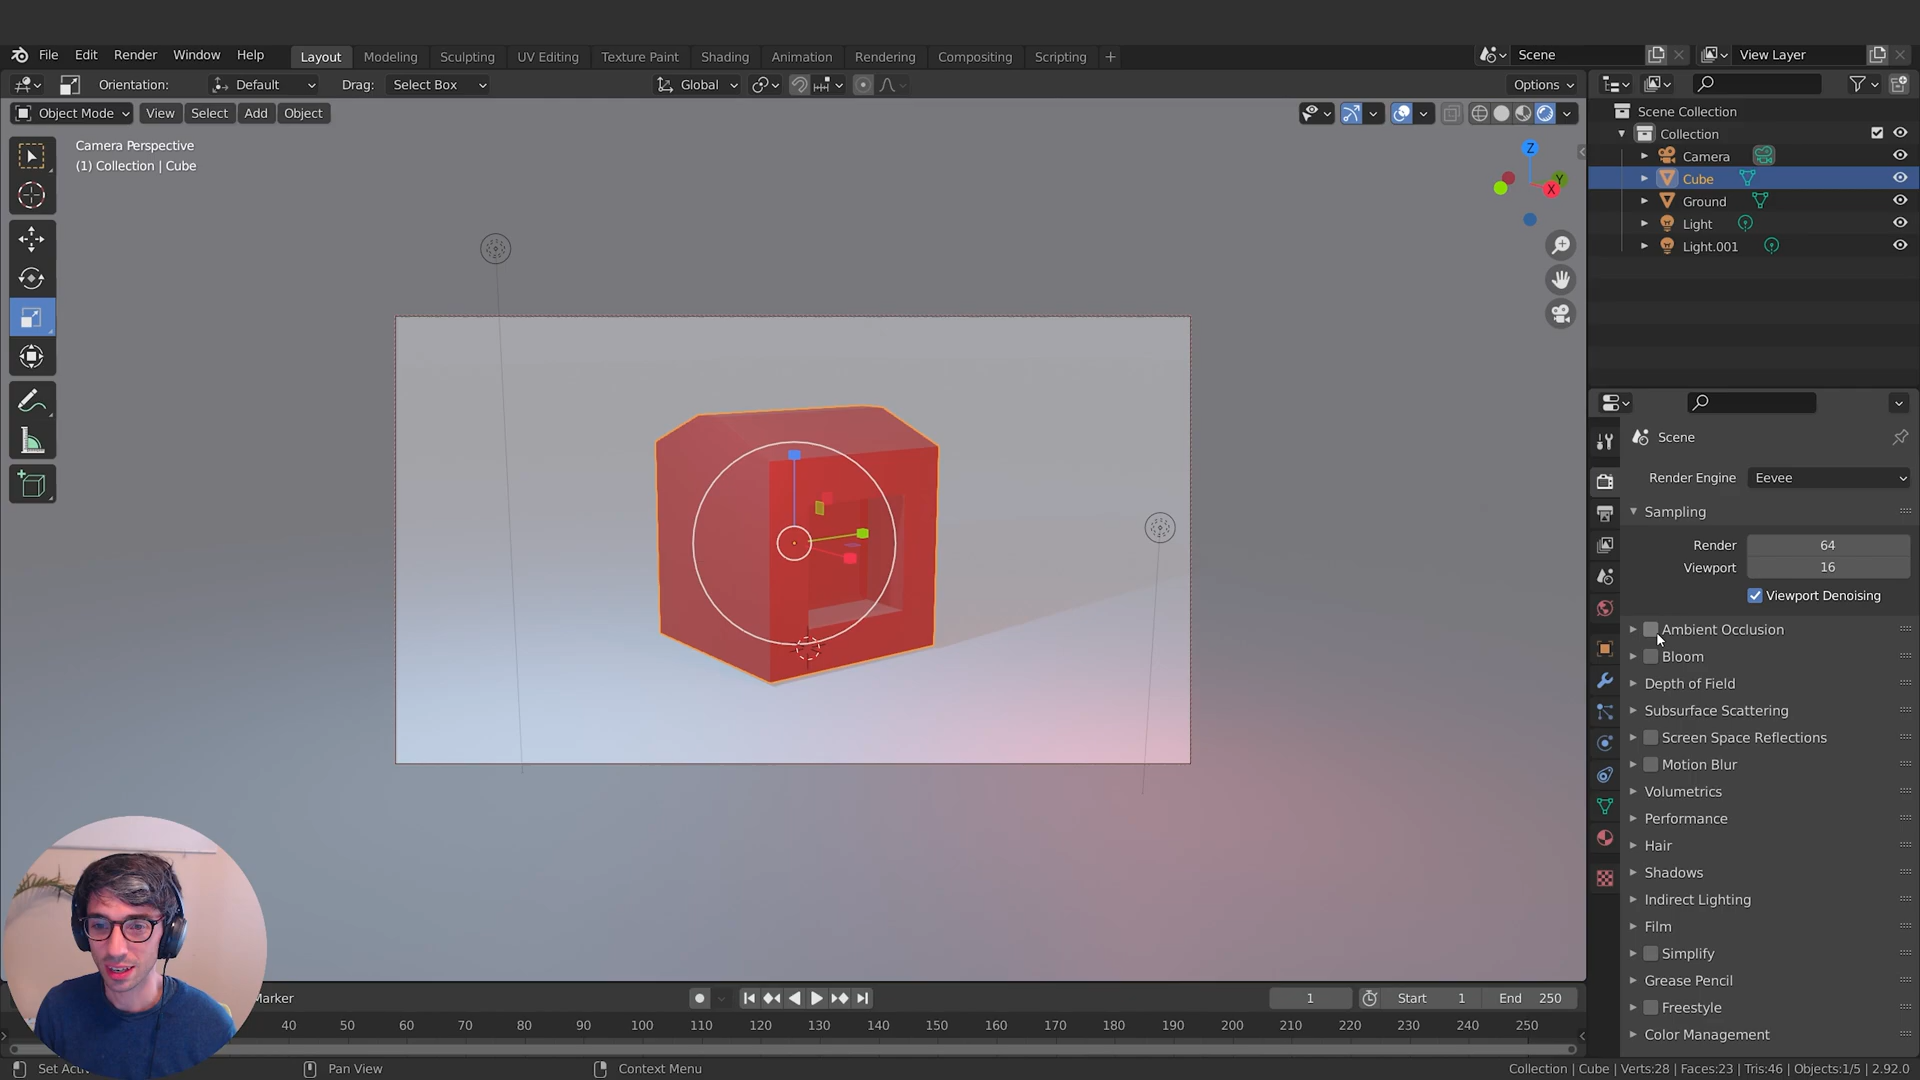 File Edit Render Window Help Layout Modeling Sculpting UV Editing Texture Paint Shading Animation Rendering Compositing Scripting + Scene View Layer
Orientation: Default Drag: Select Box Global Options
Object Mode View Select Add Object
Camera Perspective
(1) Collection | Cube
Z
Y
X
Scene Collection
Collection
Camera
Cube
Ground
Light
Light.001
Scene
Render Engine Eevee
Sampling
Render 64
Viewport 16
Viewport Denoising
Ambient Occlusion
Bloom
Depth of Field
Subsurface Scattering
Screen Space Reflections
Motion Blur
Volumetrics
Performance
Hair
Shadows
Indirect Lighting
Film
Simplify
Grease Pencil
Freestyle
Color Management
Marker 1 Start 1 End 250
40 50 60 70 80 90 100 110 120 130 140 150 160 170 180 190 200 210 220 230 240 250
Set Pan View Context Menu Collection | Cube | Verts:28 | Faces:23 | Tris:46 | Objects:1/5 | 2.92.0